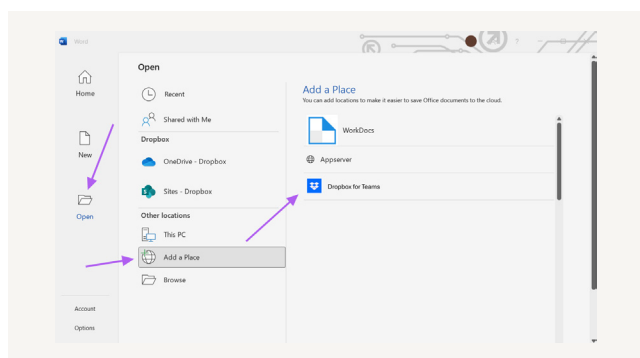 Word
?
Home
New
Open
Account
Options
Open
Recent
Shared with Me
Dropbox
OneDrive - Dropbox
Sites - Dropbox
Other locations
This PC
Add a Place
Browse
Add a Place
You can add locations to make it easier to save Office documents to the cloud.
WorkDocs
Appserver
Dropbox for Teams